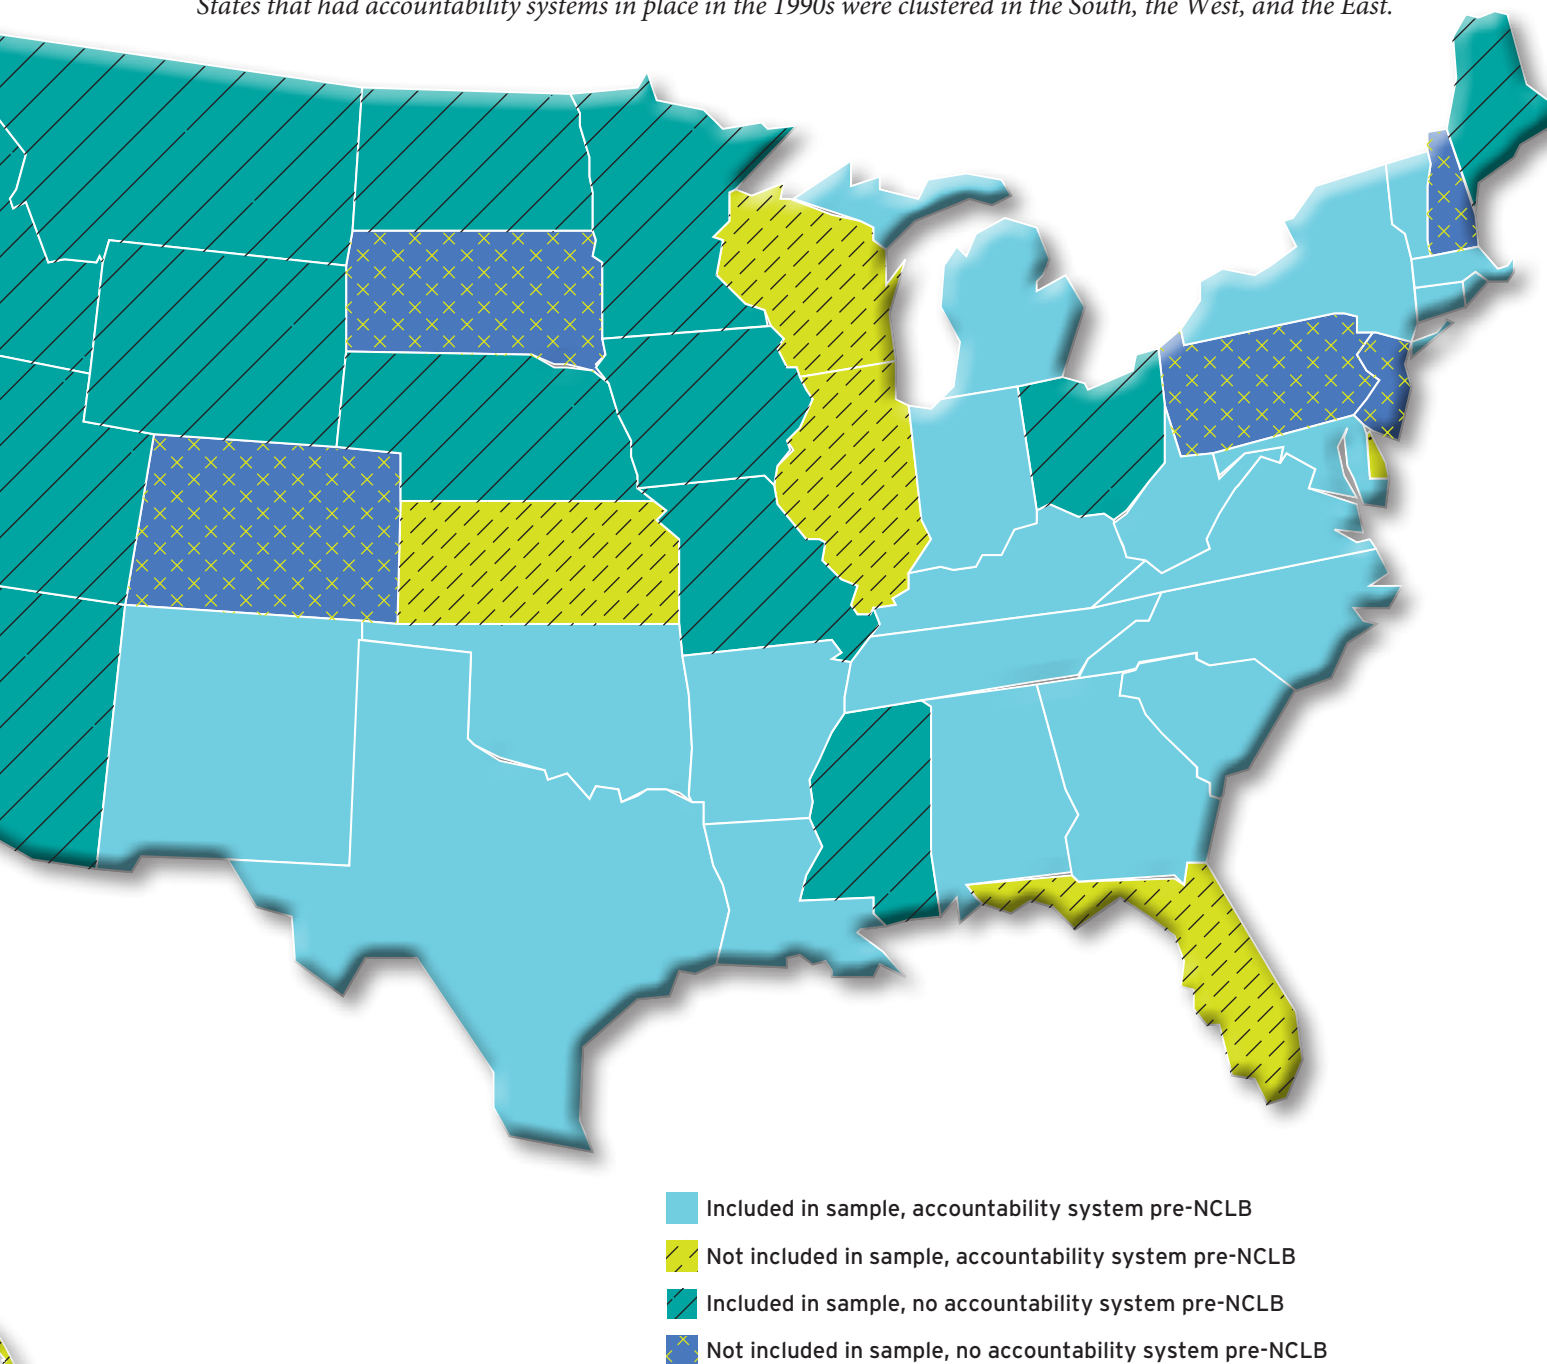 States that had accountability systems in place in the 1990s were clustered in the South, the West, and the East.
Included in sample, accountability system pre-NCLB
Not included in sample, accountability system pre-NCLB
Included in sample, no accountability system pre-NCLB
Not included in sample, no accountability system pre-NCLB